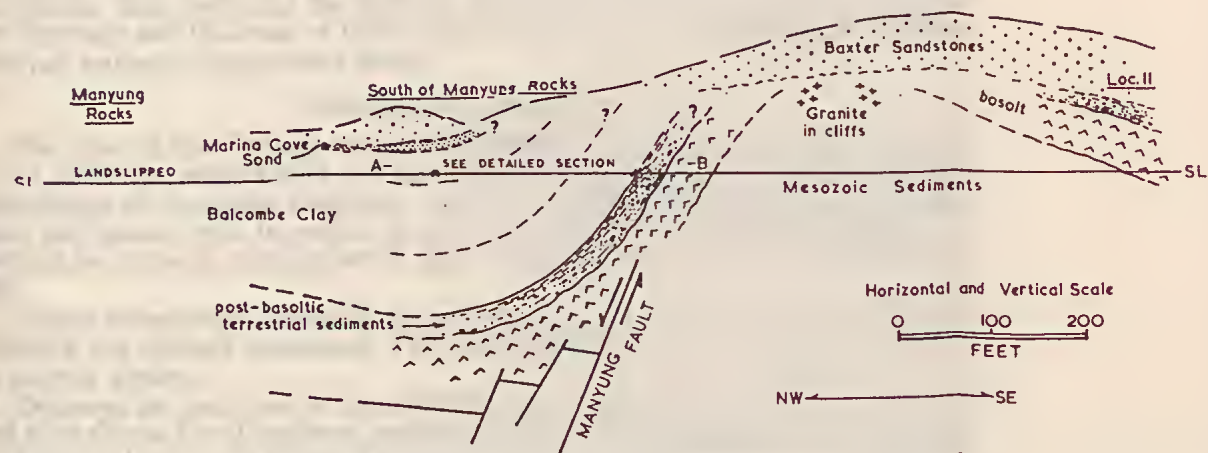 Baxter Sandstones
Manyung
Rocks
South of Manyung Rocks
Loc. II
Marina Cove
Sand
?
?
?
basalt
Granite
in cliffs
SL
LANDSLIPPED
A-
SEE DETAILED SECTION
-B
SL
Mesozoic Sediments
Balcombe Clay
post-basaltic
terrestrial sediments
MANYUNG FAULT
Horizontal and Vertical Scale
0 100 200
FEET
NW SE